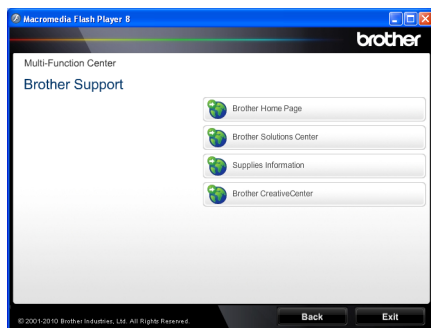 Macromedia Flash Player 8
brother
Multi-Function Center
Brother Support
Brother Home Page
Brother Solutions Center
Supplies Information
Brother CreativeCenter
© 2001-2010 Brother Industries, Ltd. All Rights Reserved.
Back
Exit